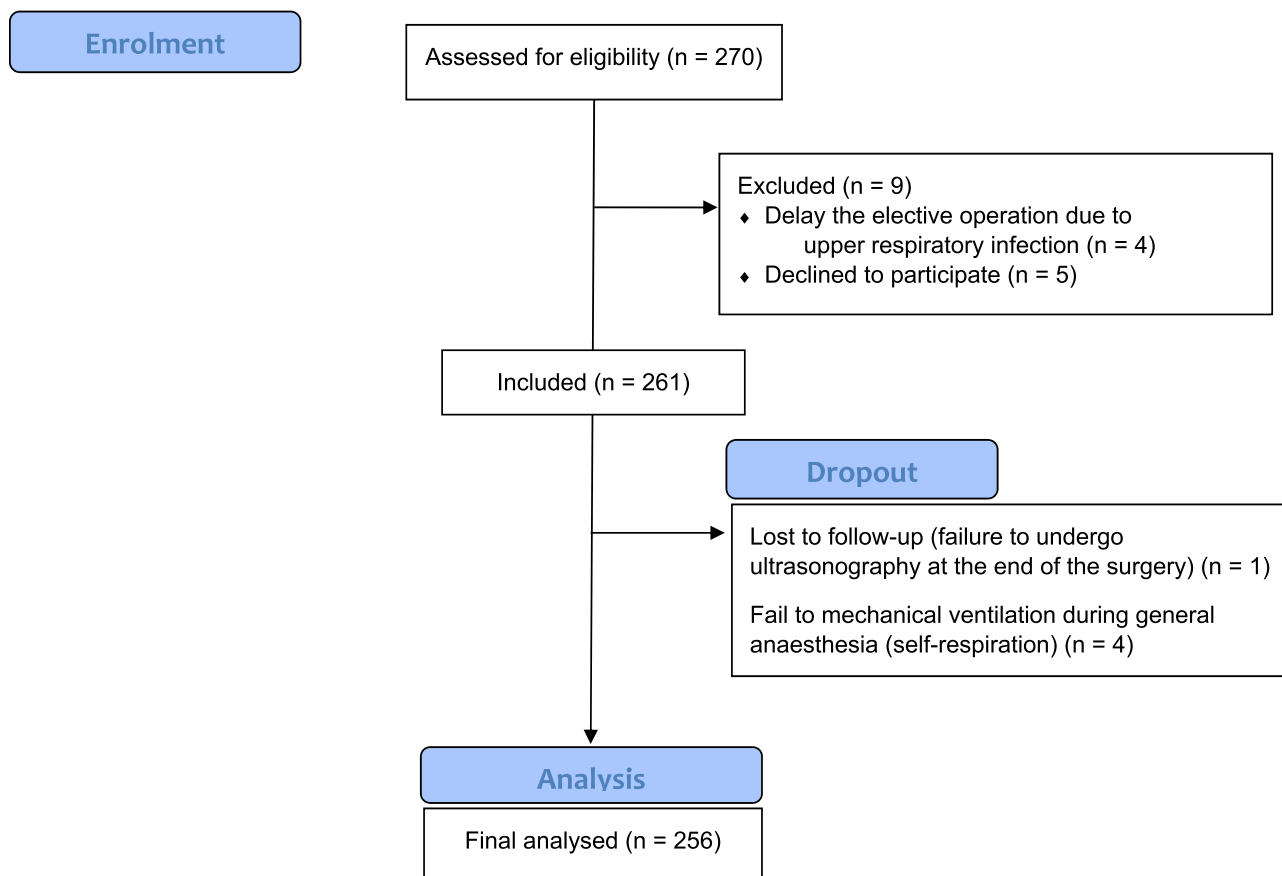 Enrolment
Assessed for eligibility (n = 270)
Excluded (n = 9)
♦ Delay the elective operation due to
upper respiratory infection (n = 4)
♦ Declined to participate (n = 5)
Included (n = 261)
Dropout
Lost to follow-up (failure to undergo
ultrasonography at the end of the surgery) (n = 1)
Fail to mechanical ventilation during general
anaesthesia (self-respiration) (n = 4)
Analysis
Final analysed (n = 256)